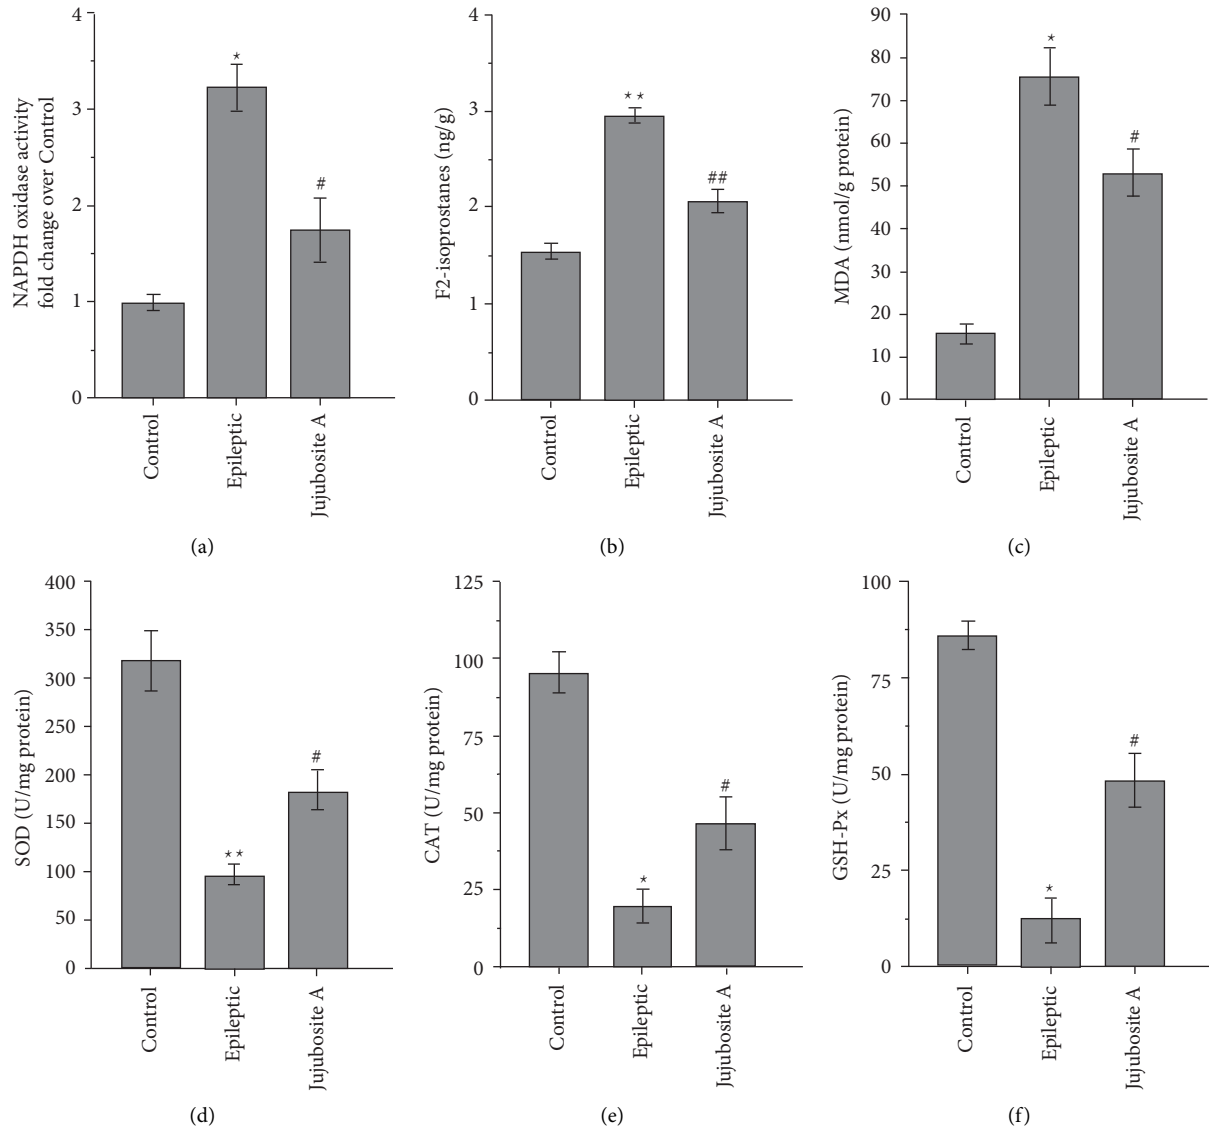 NAPDH oxidase activity
fold change over Control
4
3
2
1
0
*
#
Control
Epileptic
Jujubosite A
(a)
F2-isoprostanes (ng/g)
4
3
2
1
0
**
##
Control
Epileptic
Jujubosite A
(b)
MDA (nmol/g protein)
90
80
70
60
50
40
30
20
10
0
*
#
Control
Epileptic
Jujubosite A
(c)
SOD (U/mg protein)
400
350
300
250
200
150
100
50
0
**
#
Control
Epileptic
Jujubosite A
(d)
CAT (U/mg protein)
125
100
75
50
25
0
*
#
Control
Epileptic
Jujubosite A
(e)
GSH-Px (U/mg protein)
100
75
50
25
0
*
#
Control
Epileptic
Jujubosite A
(f)